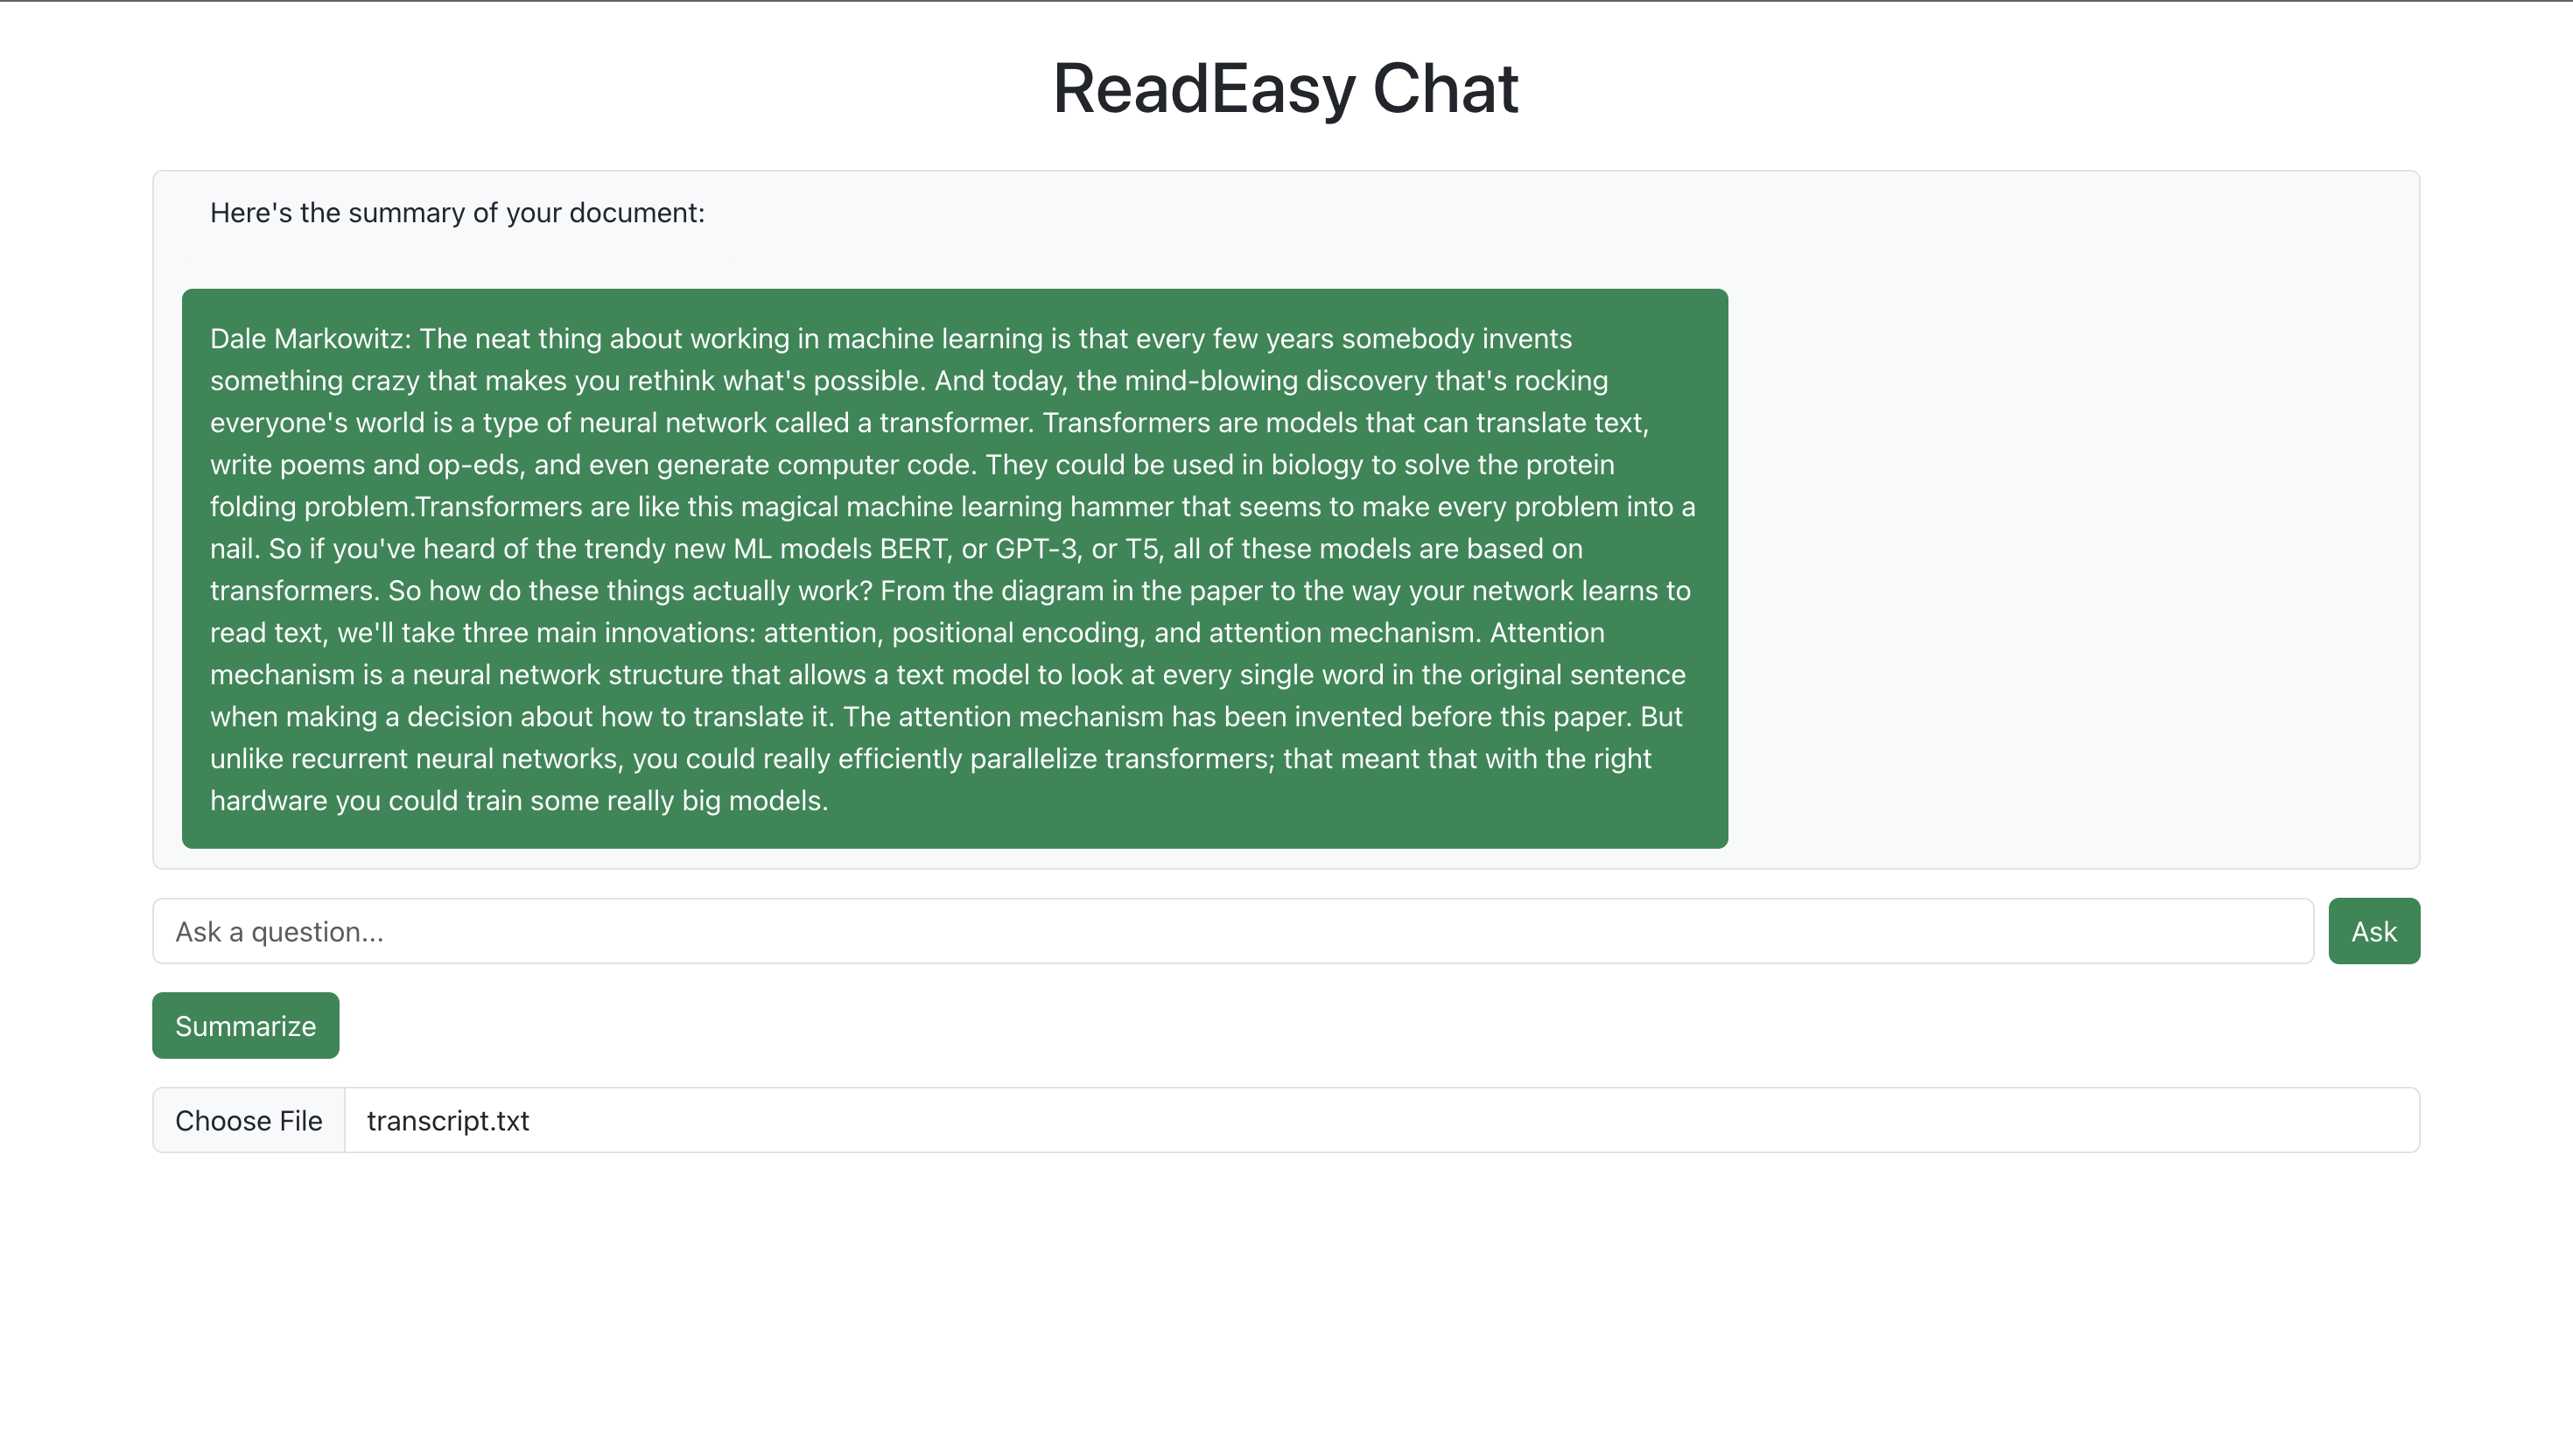 ReadEasy Chat
Here's the summary of your document:
Dale Markowitz: The neat thing about working in machine learning is that every few years somebody invents
something crazy that makes you rethink what's possible. And today, the mind-blowing discovery that's rocking
everyone's world is a type of neural network called a transformer. Transformers are models that can translate text,
write poems and op-eds, and even generate computer code. They could be used in biology to solve the protein
folding problem.Transformers are like this magical machine learning hammer that seems to make every problem into a
nail. So if you've heard of the trendy new ML models BERT, or GPT-3, or T5, all of these models are based on
transformers. So how do these things actually work? From the diagram in the paper to the way your network learns to
read text, we'll take three main innovations: attention, positional encoding, and attention mechanism. Attention
mechanism is a neural network structure that allows a text model to look at every single word in the original sentence
when making a decision about how to translate it. The attention mechanism has been invented before this paper. But
unlike recurrent neural networks, you could really efficiently parallelize transformers; that meant that with the right
hardware you could train some really big models.
Ask a question...
Ask
Summarize
Choose File
transcript.txt